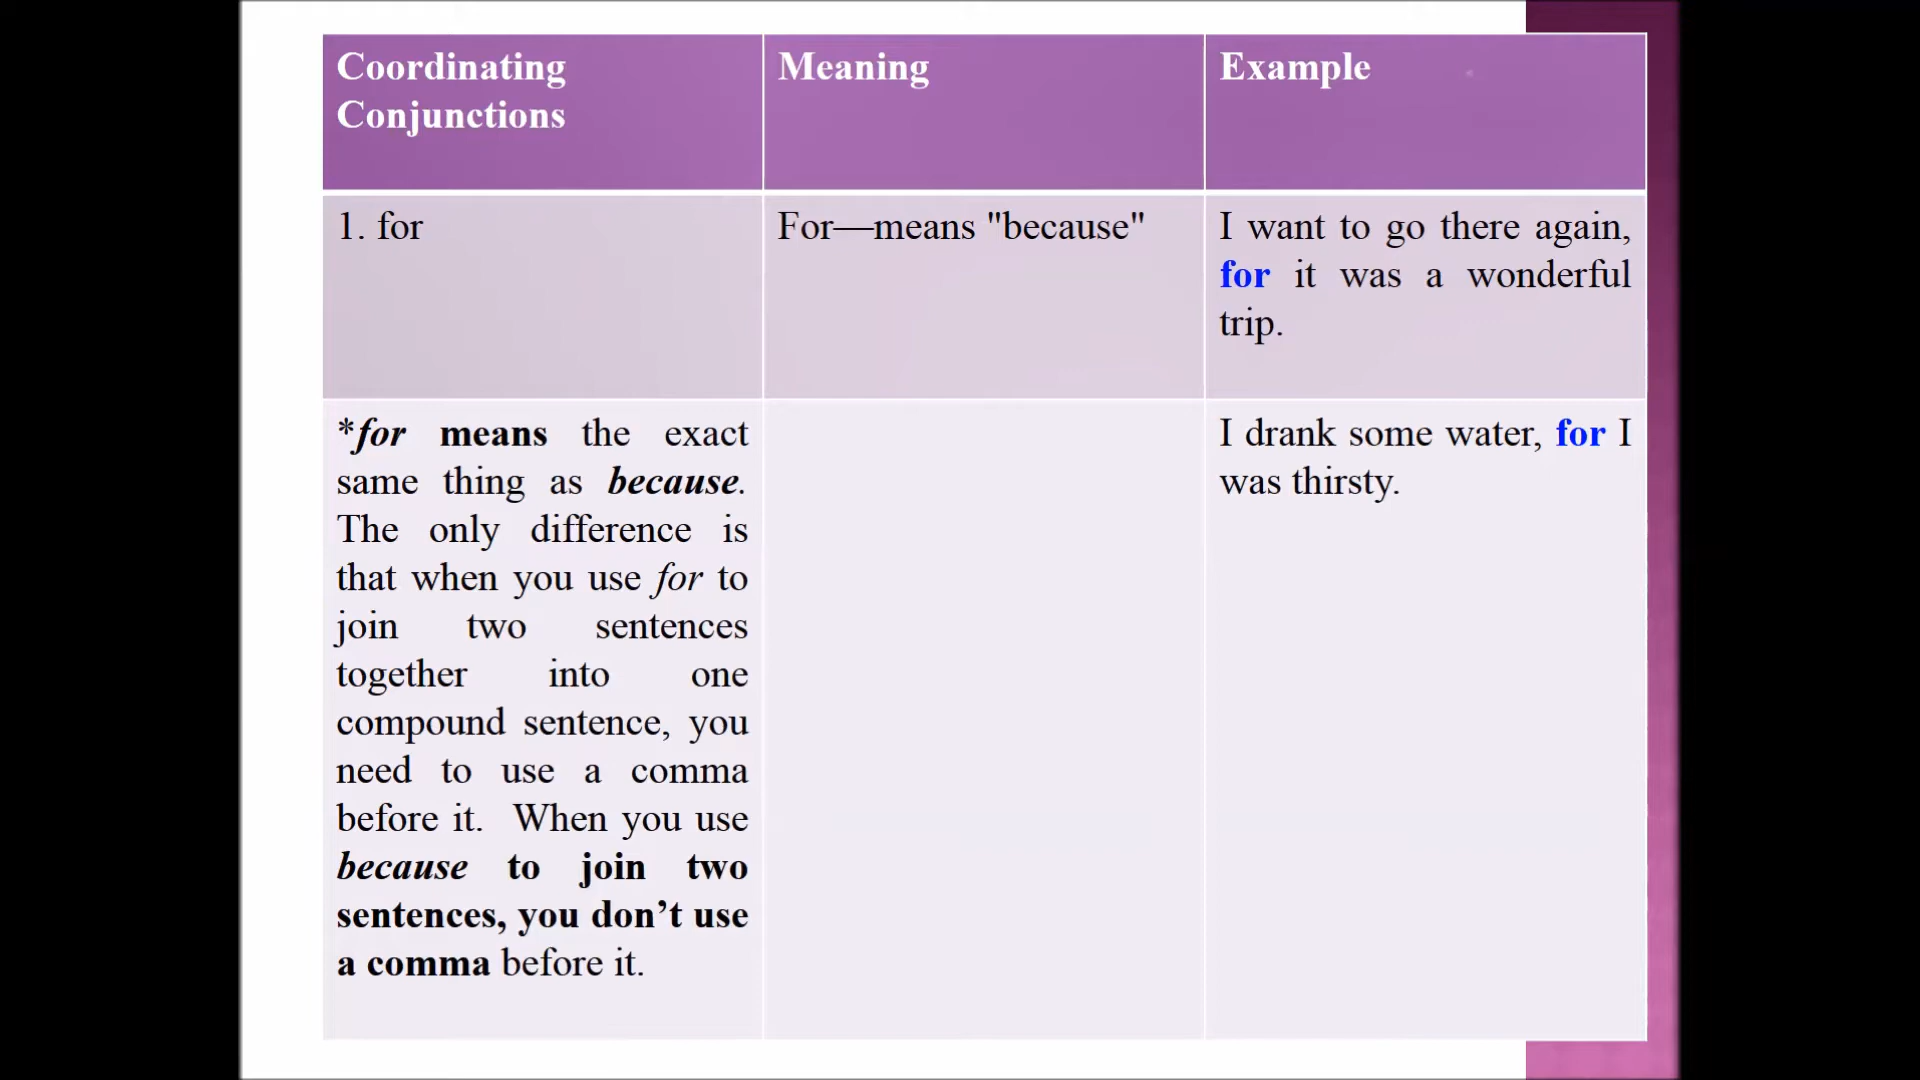 Coordinating
Conjunctions
Meaning
Example
1. for
For—means "because"
I want to go there again,
for it was a wonderful
trip.
*for means the exact
same thing as because.
The only difference is
that when you use for to
join two sentences
together into one
compound sentence, you
need to use a comma
before it.  When you use
because to join two
sentences, you don’t use
a comma before it.
I drank some water, for I
was thirsty.